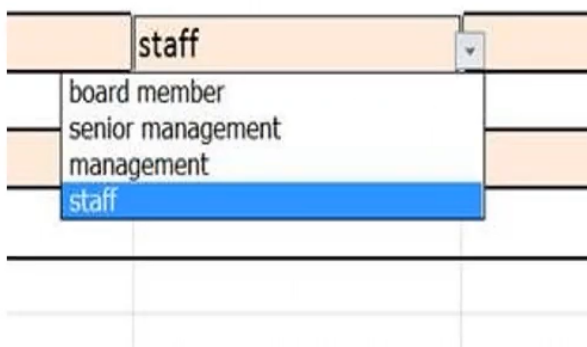 staff
board member
senior management
management
staff